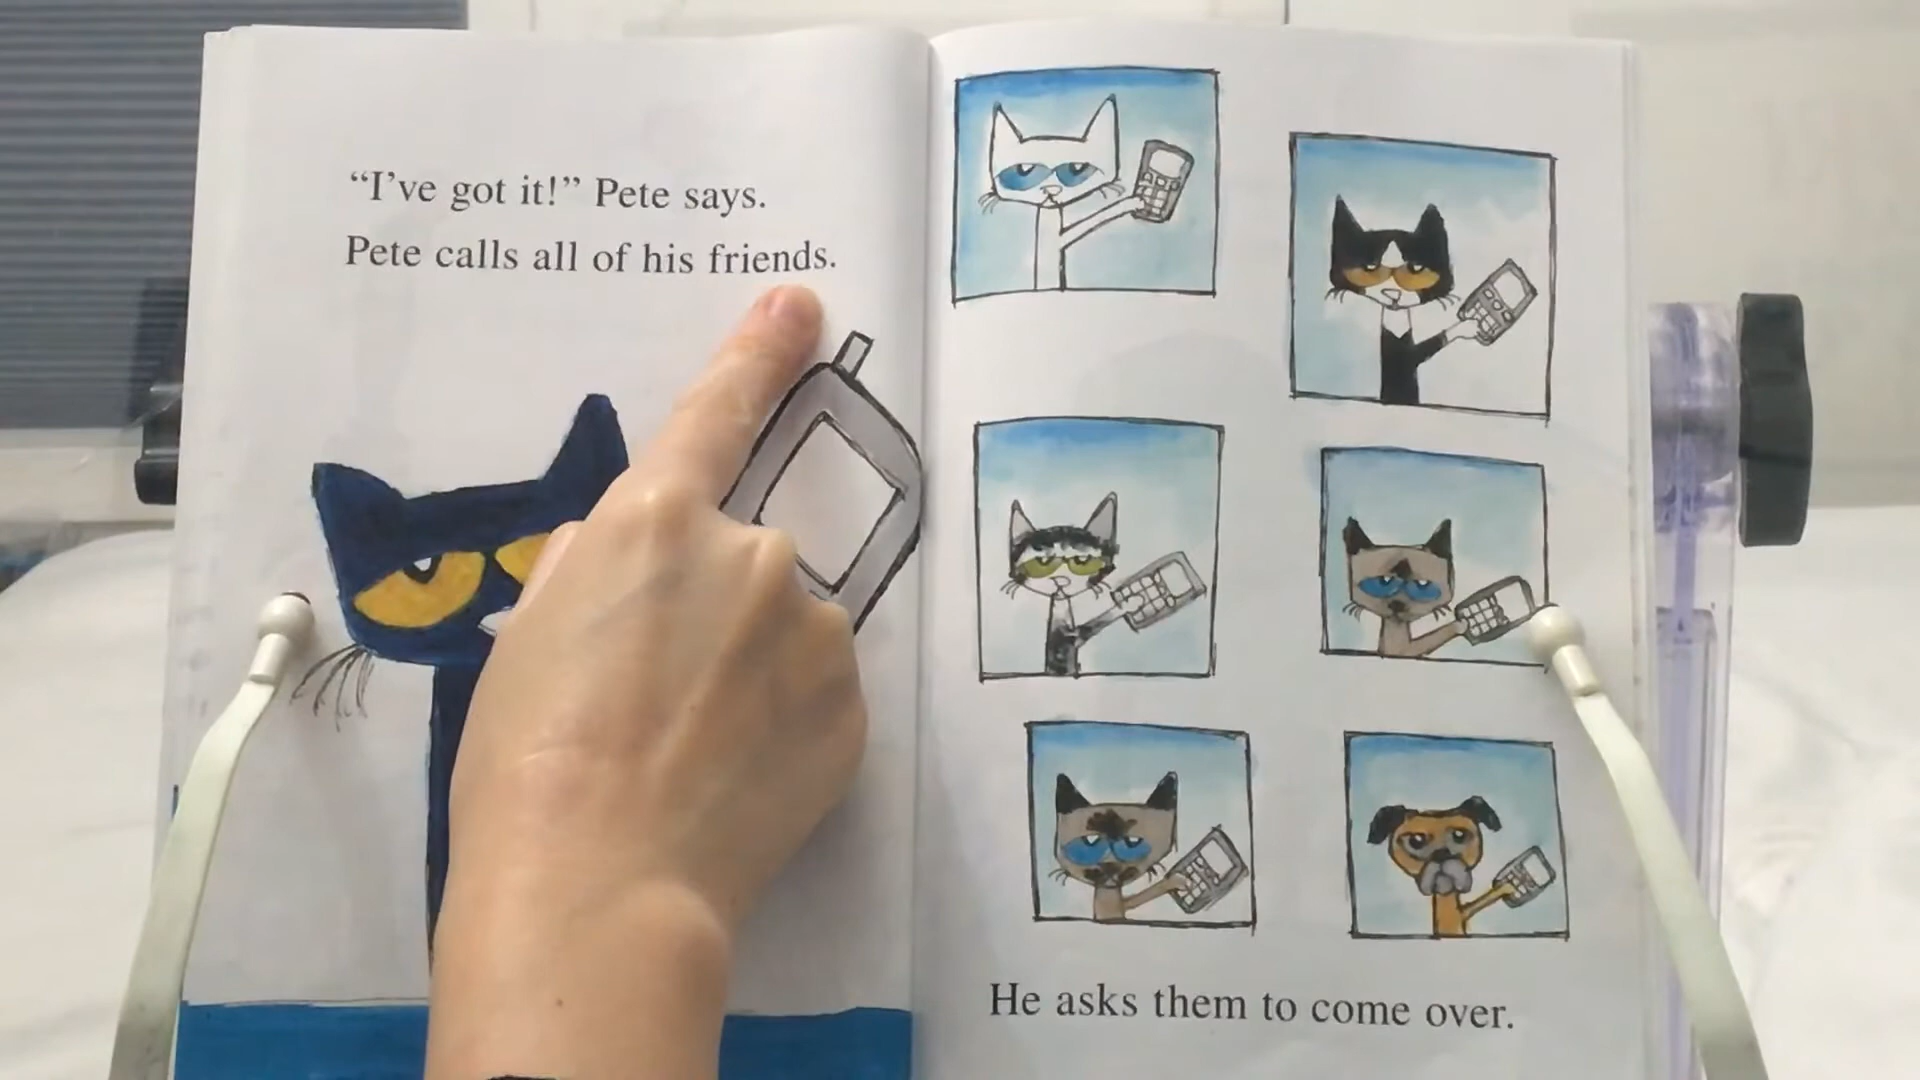 “I’ve got it!” Pete says.
Pete calls all of his friends.
He asks them to come over.